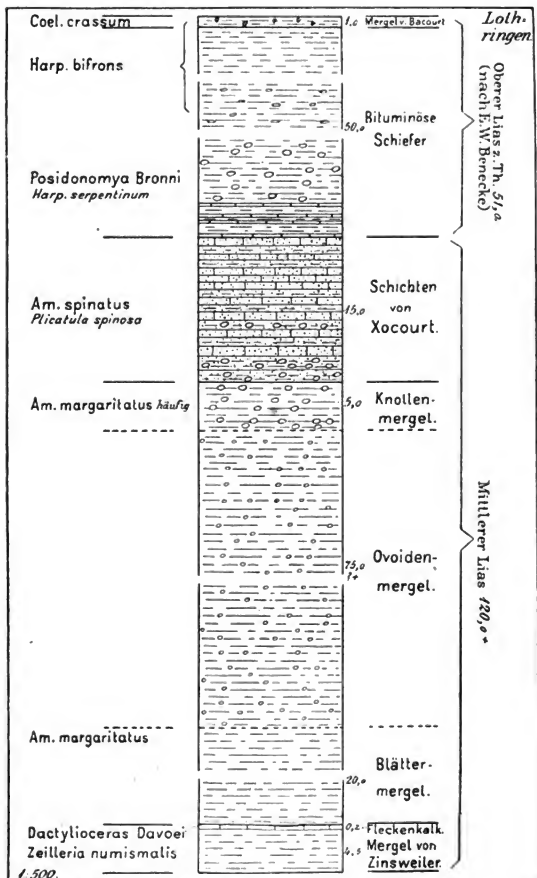 Coel. crassum
1,0
Mergel v. Bacourt
Loth-
ringen.
Harp. bifrons
50,0
Bituminöse
Schiefer
Oberer Lias z. Th. 51,0
(nach E.W. Benecke)
Posidonomya Bronni
Harp. serpentinum
Am. spinatus
Plicatula spinosa
15,0
Schichten
von
Xocourt.
Am. margaritatus häufig
5,0
Knollen-
mergel.
75,0
1+
Ovoiden-
mergel.
Mittlerer Lias 120,0+
Am. margaritatus
20,0
Blätter-
mergel.
Dactylioceras Davoei
Zeilleria numismalis
0,2
4,5
Fleckenkalk.
Mergel von
Zinsweiler.
1:500.